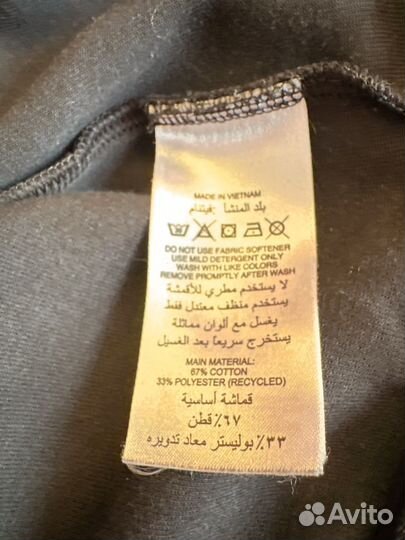 MADE IN VIETNAM
بلد المنشأ: فيتنام
DO NOT USE FABRIC SOFTENER
USE MILD DETERGENT ONLY
WASH WITH LIKE COLORS
REMOVE PROMPTLY AFTER WASH
لا يستخدم مطري للأقمشة
يستخدم منظف معتدل فقط
يغسل مع ألوان مماثلة
يستخرج سريعاً بعد الغسيل
MAIN MATERIAL:
67% COTTON
33% POLYESTER (RECYCLED)
قماشة أساسية
٦٧٪ قطن
٣٣٪ بوليستر معاد تدويره
Avito